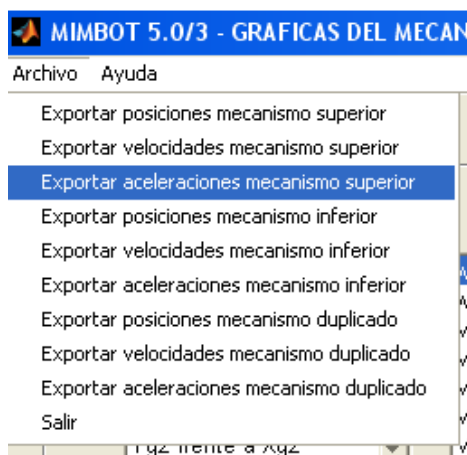 MIMBOT 5.0/3 - GRAFICAS DEL MECAN
Archivo Ayuda
Exportar posiciones mecanismo superior
Exportar velocidades mecanismo superior
Exportar aceleraciones mecanismo superior
Exportar posiciones mecanismo inferior
Exportar velocidades mecanismo inferior
Exportar aceleraciones mecanismo inferior
Exportar posiciones mecanismo duplicado
Exportar velocidades mecanismo duplicado
Exportar aceleraciones mecanismo duplicado
Salir
frente a